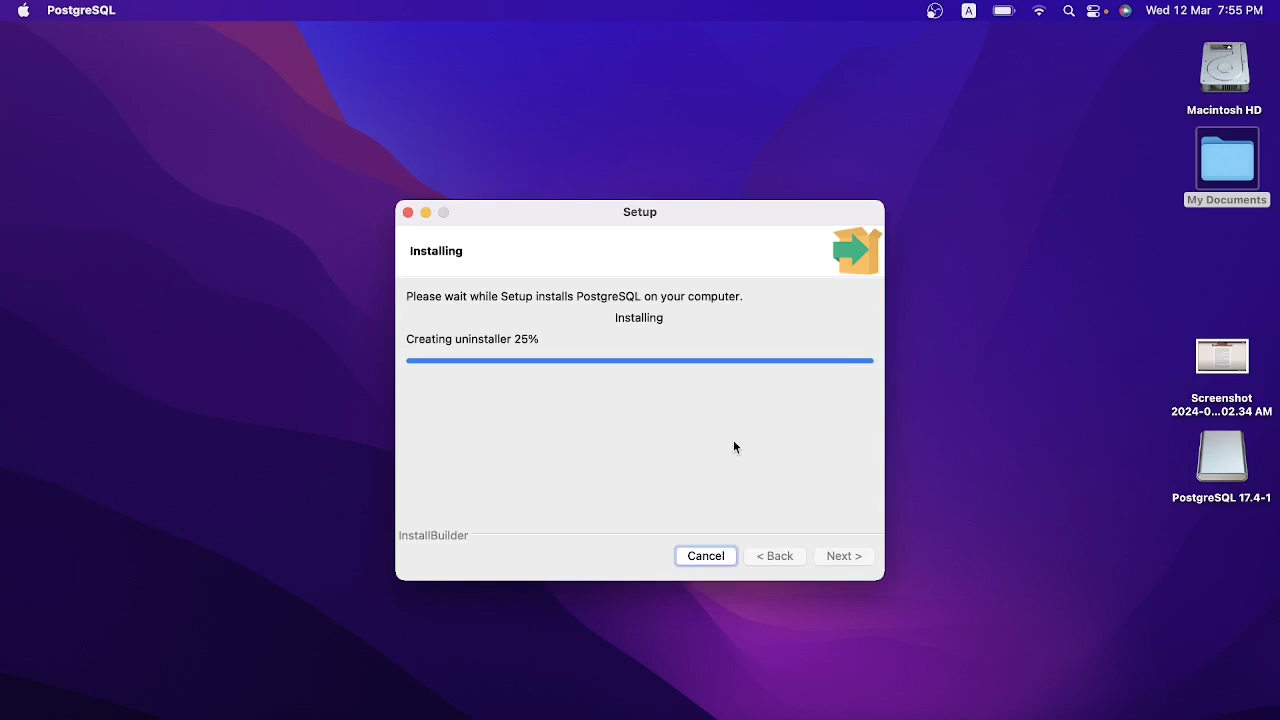 PostgreSQL
A
Wed 12 Mar 7:55 PM
Macintosh HD
My Documents
Setup
Installing
Please wait while Setup installs PostgreSQL on your computer.
Installing
Creating uninstaller 25%
Screenshot
2024-0...02.34 AM
PostgreSQL 17.4-1
InstallBuilder
Cancel
< Back
Next >